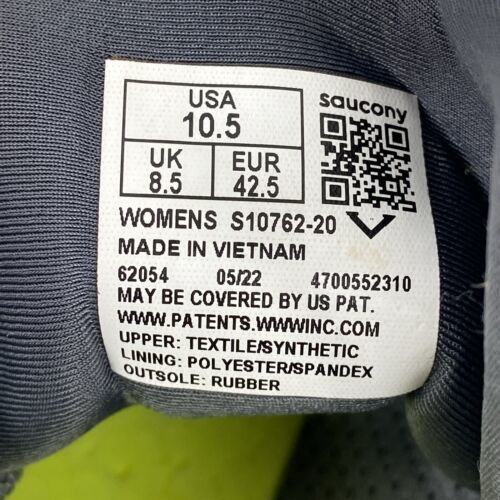 USA
10.5
UK
8.5
EUR
42.5
saucony
WOMENS S10762-20
MADE IN VIETNAM
62054 05/22 4700552310
MAY BE COVERED BY US PAT.
WWW.PATENTS.WWWINC.COM
UPPER: TEXTILE/SYNTHETIC
LINING: POLYESTER/SPANDEX
OUTSOLE: RUBBER